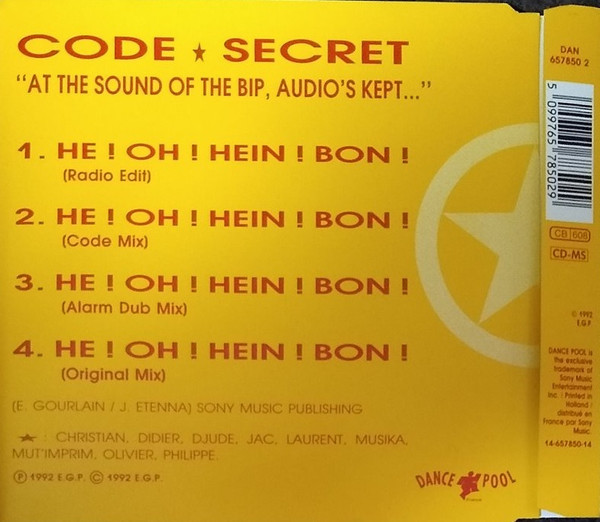 CODE ★ SECRET
"AT THE SOUND OF THE BIP, AUDIO'S KEPT..."
1. HE ! OH ! HEIN ! BON !
(Radio Edit)
2. HE ! OH ! HEIN ! BON !
(Code Mix)
3. HE ! OH ! HEIN ! BON !
(Alarm Dub Mix)
4. HE ! OH ! HEIN ! BON !
(Original Mix)
(E. GOURLAIN / J. ETENNA) SONY MUSIC PUBLISHING
★ : CHRISTIAN, DIDIER, DJUDE, JAC, LAURENT, MUSIKA,
MUT'IMPRIM, OLIVIER, PHILIPPE.
Ⓟ 1992 E.G.P. © 1992 E.G.P.
DANCE POOL
DAN
657850 2
5 099765 785029
CB 608
CD-MS
© 1992
E.G.P.
DANCE POOL is
the exclusive
trademark of
Sony Music
Entertainment
Inc. / Printed in
Holland /
distribué en
France par Sony
Music.
14-657850-14